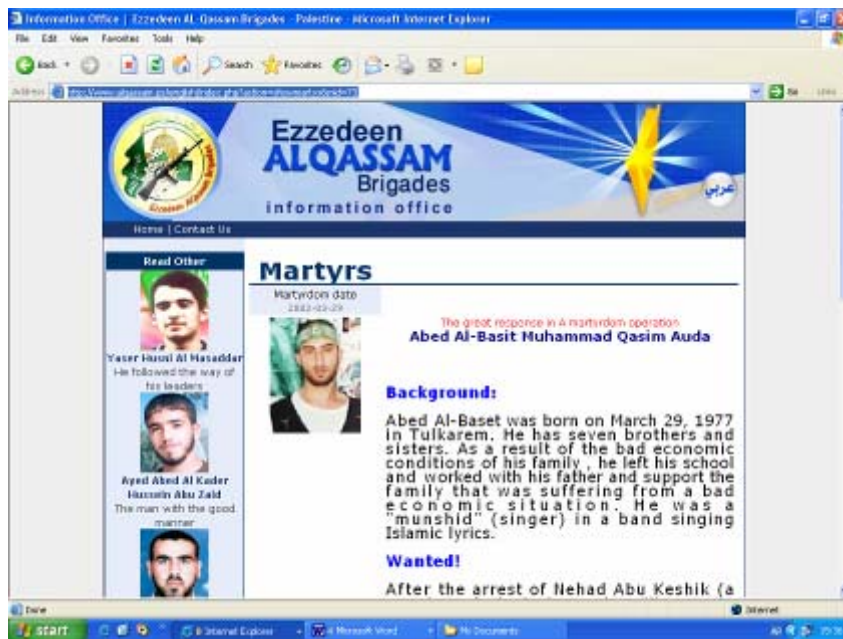 Information Office | Ezzedeen AL-Qassam Brigades - Palestine - Microsoft Internet Explorer
File Edit View Favorites Tools Help
Back Search Favorites
Address Go Links
Ezzedeen
ALQASSAM
Brigades
information office
عربي
Home | Contact Us
Read Other
Yaser Husni Al Masaddar
He followed the way of
his leaders
Ayed Abed Al Kader
Hussein Abu Zaid
The man with the good
manner
Martyrs
Martyrdom date
The great response in A martyrdom operation
Abed Al-Basit Muhammad Qasim Auda
Background:
Abed Al-Baset was born on March 29, 1977
in Tulkarem. He has seven brothers and
sisters. As a result of the bad economic
conditions of his family , he left his school
and worked with his father and support the
family that was suffering from a bad
economic situation. He was a
"munshid" (singer) in a band singing
Islamic lyrics.
Wanted!
After the arrest of Nehad Abu Keshik (a
Done Internet
start Internet Explorer Microsoft Word My Documents